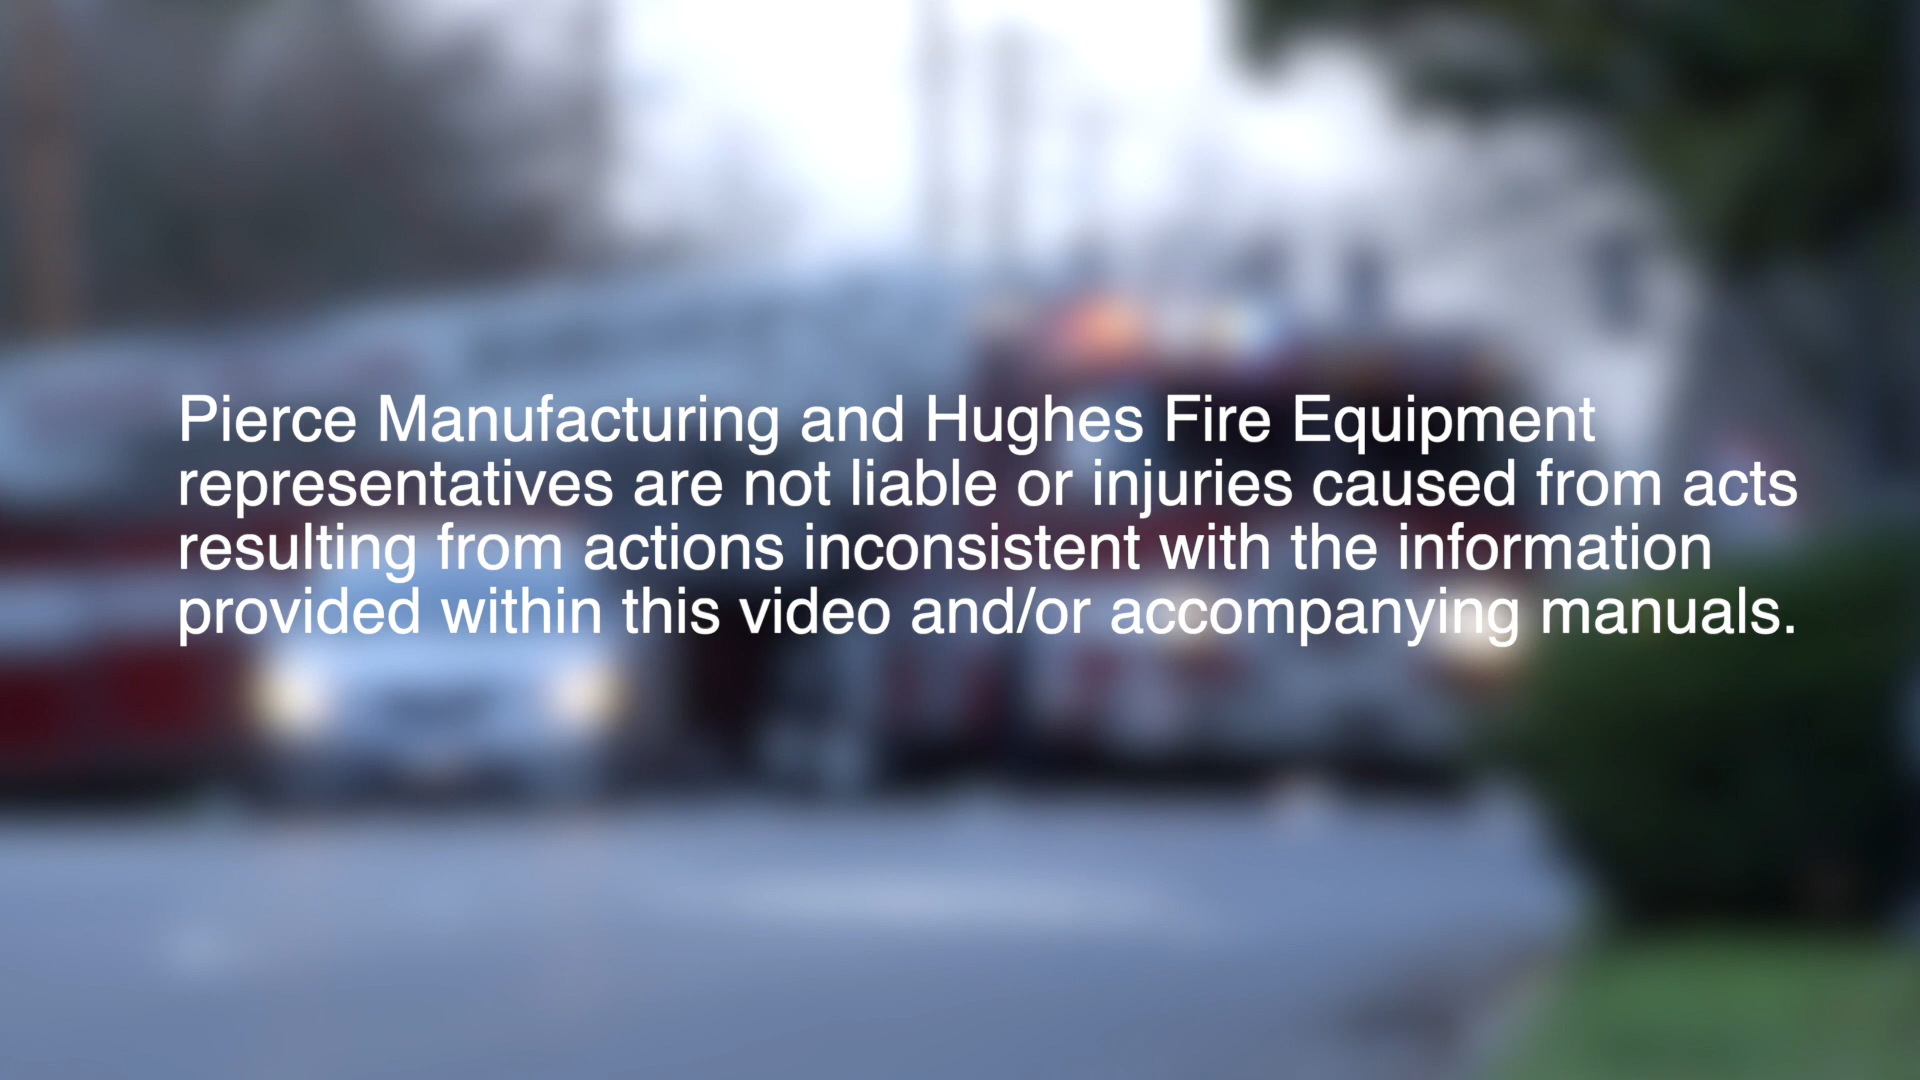 Pierce Manufacturing and Hughes Fire Equipment
representatives are not liable or injuries caused from acts
resulting from actions inconsistent with the information
provided within this video and/or accompanying manuals.